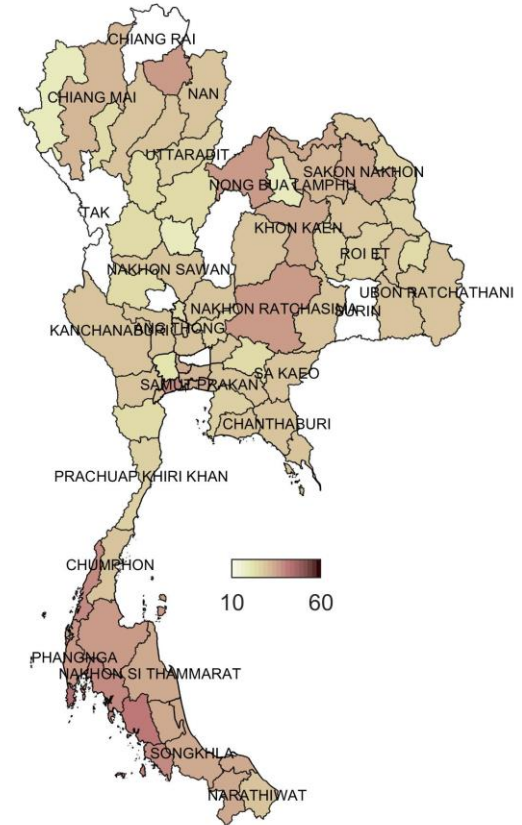 CHIANG RAI
CHIANG MAI
NAN
UTTARADIT
SAKON NAKHON
NONG BUA LAMPHU
TAK
KHON KAEN
ROI ET
NAKHON SAWAN
UBON RATCHATHANI
NAKHON RATCHASIMA
SURIN
KANCHANABURI
ANG THONG
SA KAEO
SAMUT PRAKAN
CHANTHABURI
PRACHUAP KHIRI KHAN
CHUMPHON
10 60
PHANGNGA
NAKHON SI THAMMARAT
SONGKHLA
NARATHIWAT